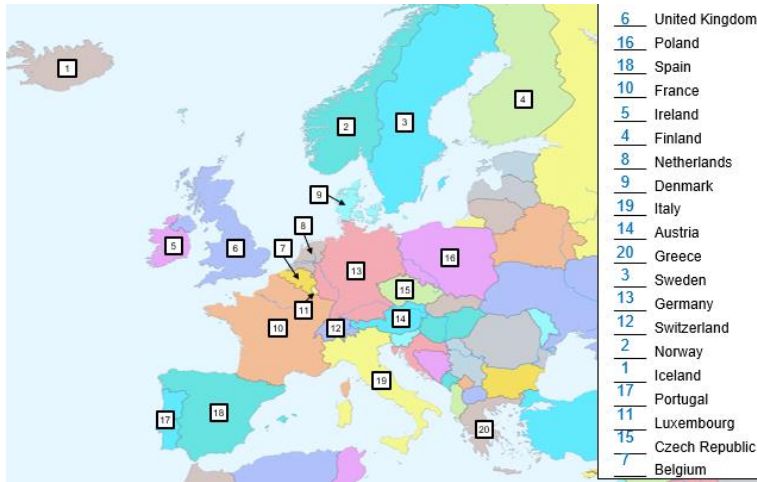 1
2
3
4
5
6
7
8
9
10
11
12
13
14
15
16
17
18
19
20
6 United Kingdom
16 Poland
18 Spain
10 France
5 Ireland
4 Finland
8 Netherlands
9 Denmark
19 Italy
14 Austria
20 Greece
3 Sweden
13 Germany
12 Switzerland
2 Norway
1 Iceland
17 Portugal
11 Luxembourg
15 Czech Republic
7 Belgium